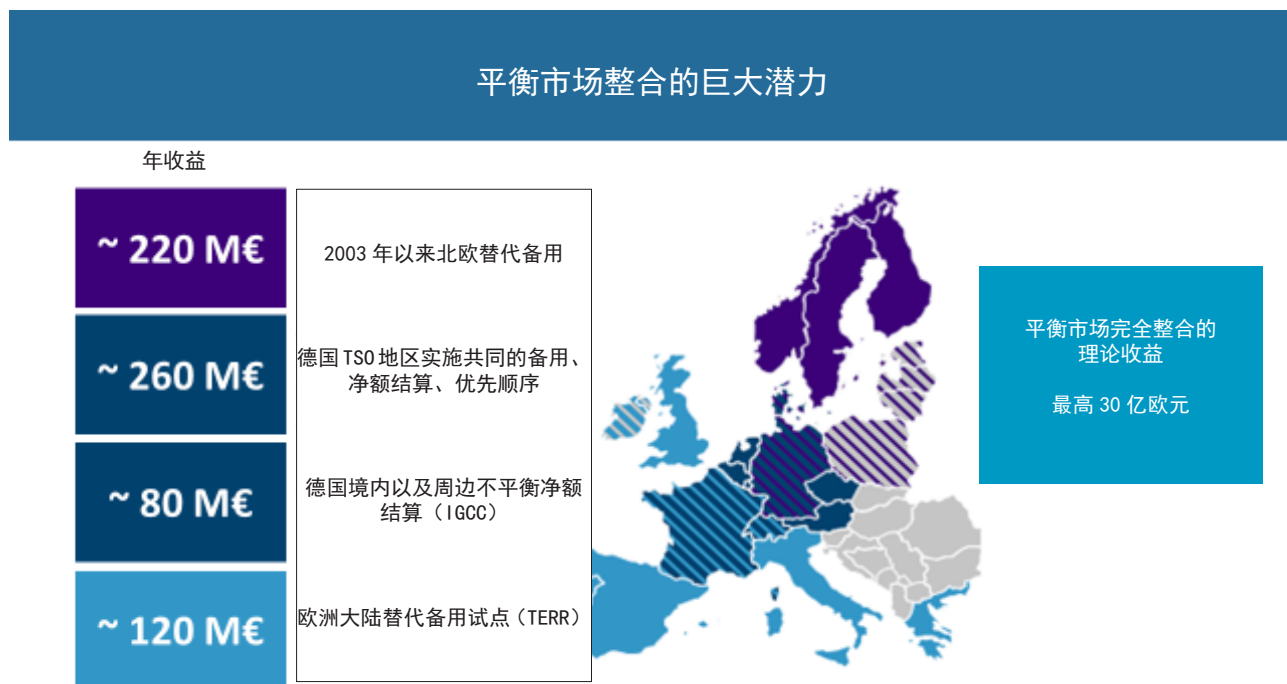 平衡市场整合的巨大潜力
年收益
~ 220 M€
2003 年以来北欧替代备用
~ 260 M€
德国 TSO 地区实施共同的备用、
净额结算、优先顺序
~ 80 M€
德国境内以及周边不平衡净额
结算（IGCC）
~ 120 M€
欧洲大陆替代备用试点（TERR）
平衡市场完全整合的
理论收益
最高 30 亿欧元